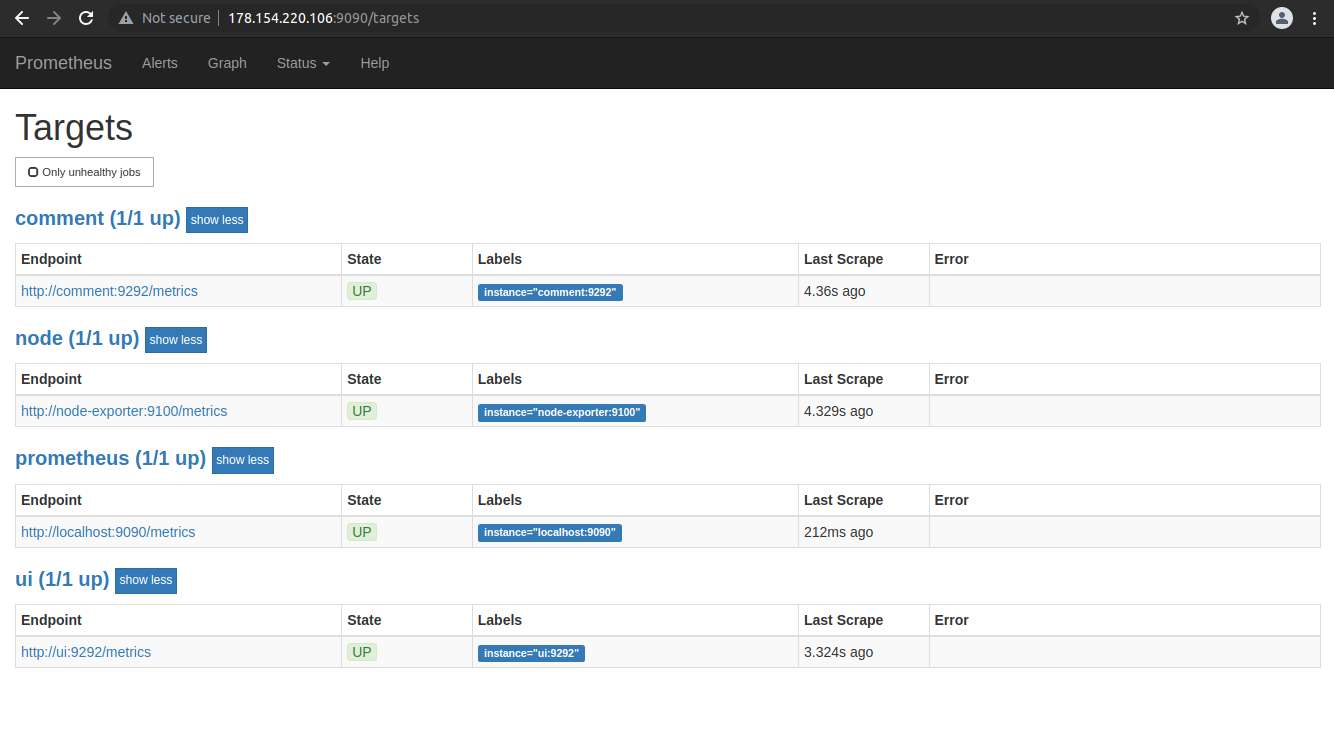 Not secure 178.154.220.106:9090/targets
Prometheus Alerts Graph Status Help
Targets
Only unhealthy jobs
comment (1/1 up) show less
Endpoint State Labels Last Scrape Error
http://comment:9292/metrics UP instance="comment:9292" 4.36s ago
node (1/1 up) show less
Endpoint State Labels Last Scrape Error
http://node-exporter:9100/metrics UP instance="node-exporter:9100" 4.329s ago
prometheus (1/1 up) show less
Endpoint State Labels Last Scrape Error
http://localhost:9090/metrics UP instance="localhost:9090" 212ms ago
ui (1/1 up) show less
Endpoint State Labels Last Scrape Error
http://ui:9292/metrics UP instance="ui:9292" 3.324s ago